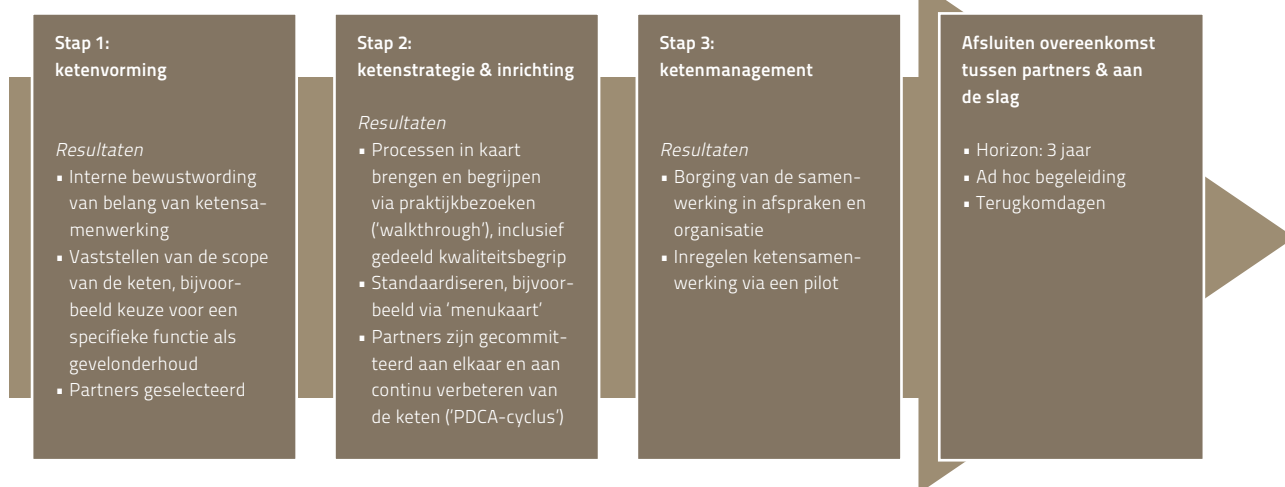 Stap 1:
ketenvorming
Resultaten
▪ Interne bewustwording
van belang van ketensa-
menwerking
▪ Vaststellen van de scope
van de keten, bijvoor-
beeld keuze voor een
specifieke functie als
gevelonderhoud
▪ Partners geselecteerd
Stap 2:
ketenstrategie & inrichting
Resultaten
▪ Processen in kaart
brengen en begrijpen
via praktijkbezoeken
(‘walkthrough’), inclusief
gedeeld kwaliteitsbegrip
▪ Standaardiseren, bijvoor-
beeld via ‘menukaart’
▪ Partners zijn gecommit-
teerd aan elkaar en aan
continu verbeteren van
de keten (‘PDCA-cyclus’)
Stap 3:
ketenmanagement
Resultaten
▪ Borging van de samen-
werking in afspraken en
organisatie
▪ Inregelen ketensamen-
werking via een pilot
Afsluiten overeenkomst
tussen partners & aan
de slag
▪ Horizon: 3 jaar
▪ Ad hoc begeleiding
▪ Terugkomdagen